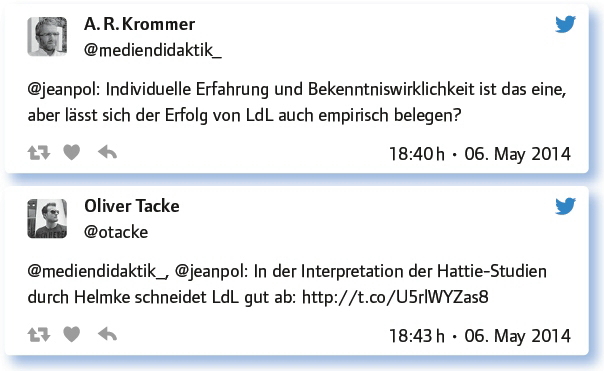 A. R. Krommer
@mediendidaktik_
@jeanpol: Individuelle Erfahrung und Bekenntniswirklichkeit ist das eine,
aber lässt sich der Erfolg von LdL auch empirisch belegen?
18:40 h • 06. May 2014
Oliver Tacke
@otacke
@mediendidaktik_, @jeanpol: In der Interpretation der Hattie-Studien
durch Helmke schneidet LdL gut ab: http://t.co/U5rlWYZas8
18:43 h • 06. May 2014